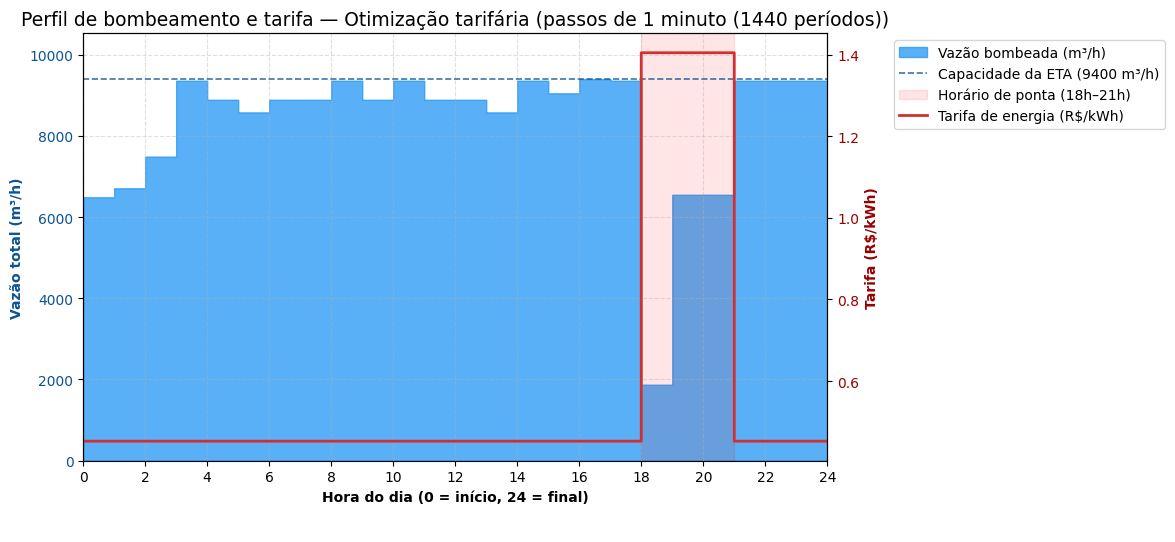 Perfil de bombeamento e tarifa — Otimização tarifária (passos de 1 minuto (1440 períodos))
Vazão total (m³/h)
10000
8000
6000
4000
2000
0
0 2 4 6 8 10 12 14 16 18 20 22 24
Hora do dia (0 = início, 24 = final)
1.4
1.2
1.0
0.8
0.6
Tarifa (R$/kWh)
Vazão bombeada (m³/h)
Capacidade da ETA (9400 m³/h)
Horário de ponta (18h–21h)
Tarifa de energia (R$/kWh)